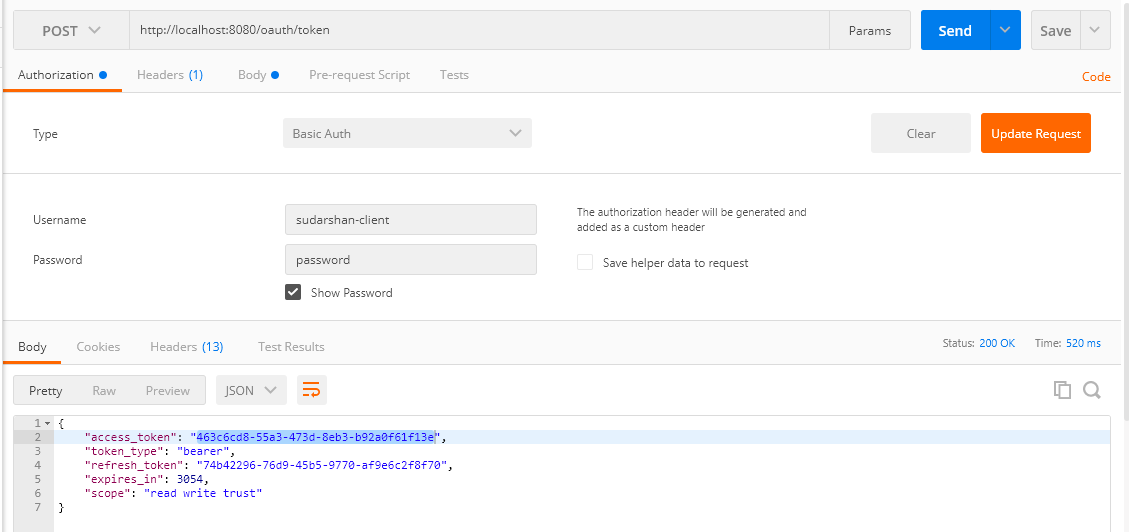 POST http://localhost:8080/oauth/token Params Send Save
Authorization Headers (1) Body Pre-request Script Tests Code
Type Basic Auth Clear Update Request
Username sudarshan-client The authorization header will be generated and
added as a custom header
Password password Save helper data to request
Show Password
Body Cookies Headers (13) Test Results Status: 200 OK Time: 520 ms
Pretty Raw Preview JSON
1 {
2 "access_token": "463c6cd8-55a3-473d-8eb3-b92a0f61f13e",
3 "token_type": "bearer",
4 "refresh_token": "74b42296-76d9-45b5-9770-af9e6c2f8f70",
5 "expires_in": 3054,
6 "scope": "read write trust"
7 }